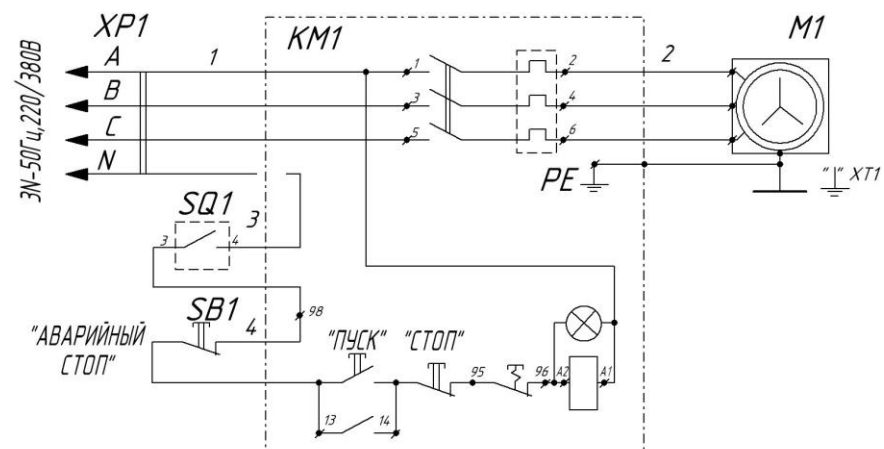 XP1
KM1
M1
A
1
1
2
2
B
3
4
C
5
6
N
3N~50Гц,220/380В
PE
"⏊" XT1
SQ1
3
3
4
SB1
4
98
"АВАРИЙНЫЙ
СТОП"
"ПУСК"
"СТОП"
95
96
A2
A1
13
14